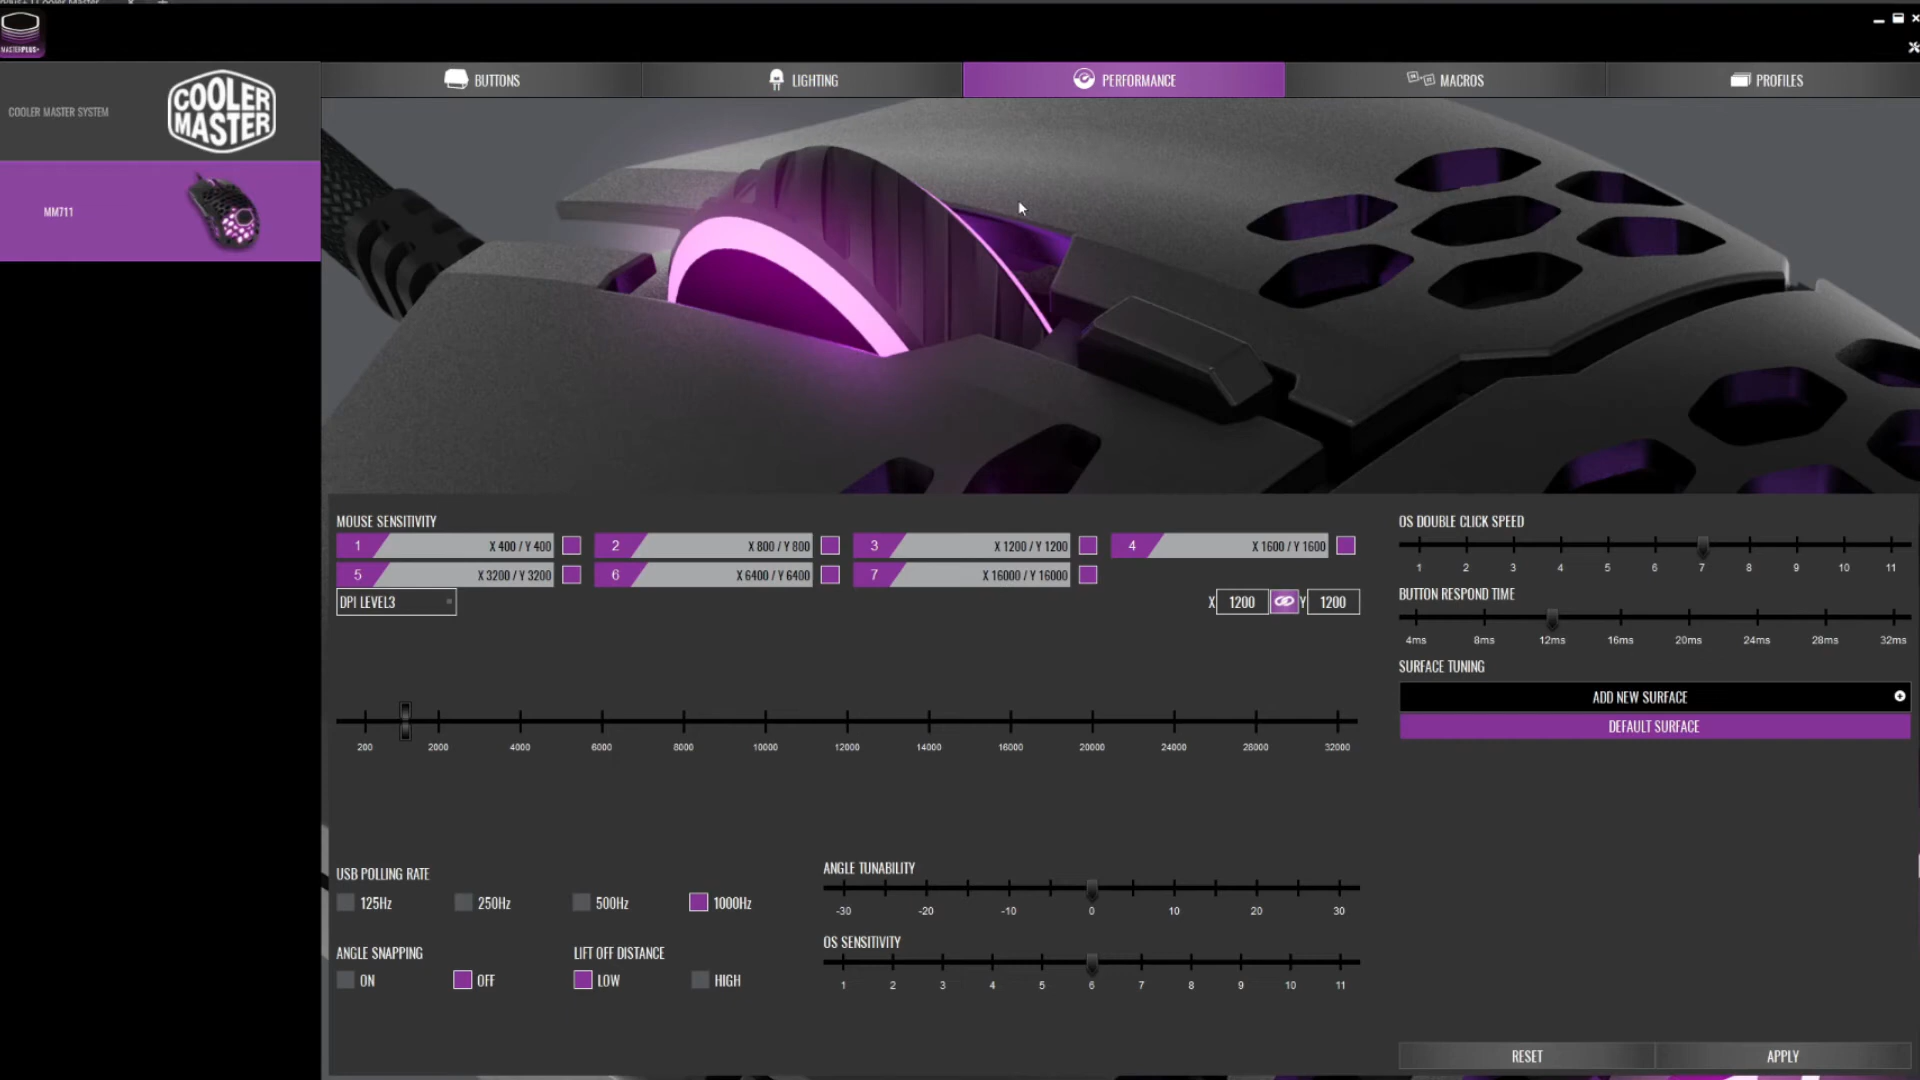 MASTERPLUS+
COOLER MASTER SYSTEM
COOLER
MASTER
MM711
BUTTONS
LIGHTING
PERFORMANCE
MACROS
PROFILES
MOUSE SENSITIVITY
1 X 400 / Y 400
2 X 800 / Y 800
3 X 1200 / Y 1200
4 X 1600 / Y 1600
5 X 3200 / Y 3200
6 X 6400 / Y 6400
7 X 16000 / Y 16000
DPI LEVEL3
X 1200 Y 1200
200 2000 4000 6000 8000 10000 12000 14000 16000 20000 24000 28000 32000
USB POLLING RATE
125Hz 250Hz 500Hz 1000Hz
ANGLE SNAPPING
ON OFF
LIFT OFF DISTANCE
LOW HIGH
ANGLE TUNABILITY
-30 -20 -10 0 10 20 30
OS SENSITIVITY
1 2 3 4 5 6 7 8 9 10 11
OS DOUBLE CLICK SPEED
1 2 3 4 5 6 7 8 9 10 11
BUTTON RESPOND TIME
4ms 8ms 12ms 16ms 20ms 24ms 28ms 32ms
SURFACE TUNING
ADD NEW SURFACE
DEFAULT SURFACE
RESET
APPLY